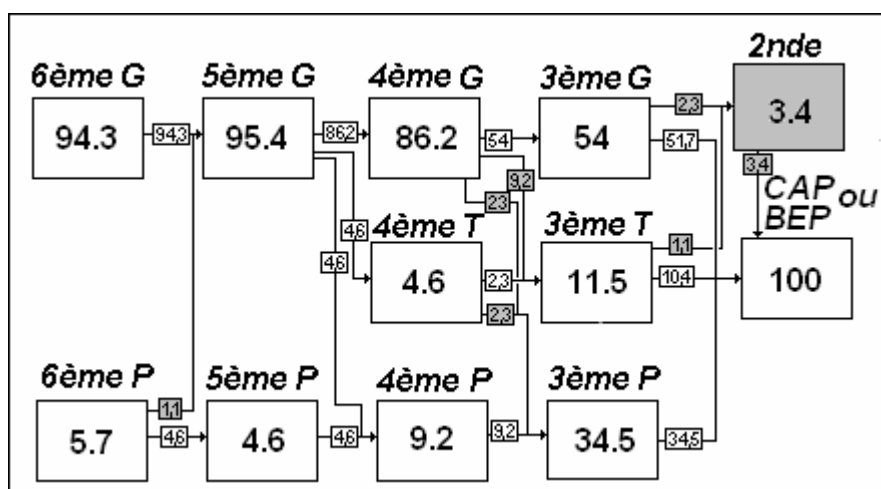 2nde
6ème G 5ème G 4ème G 3ème G
94.3 94,3 95.4 86,2 86.2 54 54 2,3 3.4
51,7
9,2 3,4
23 CAP ou
4,6 4ème T 3ème T BEP
4,6 4.6 2,3 11.5 1,1 10,4 100
2,3
6ème P 5ème P 4ème P 3ème P
1,1
5.7 4,6 4.6 4,6 9.2 9,2 34.5 34,5